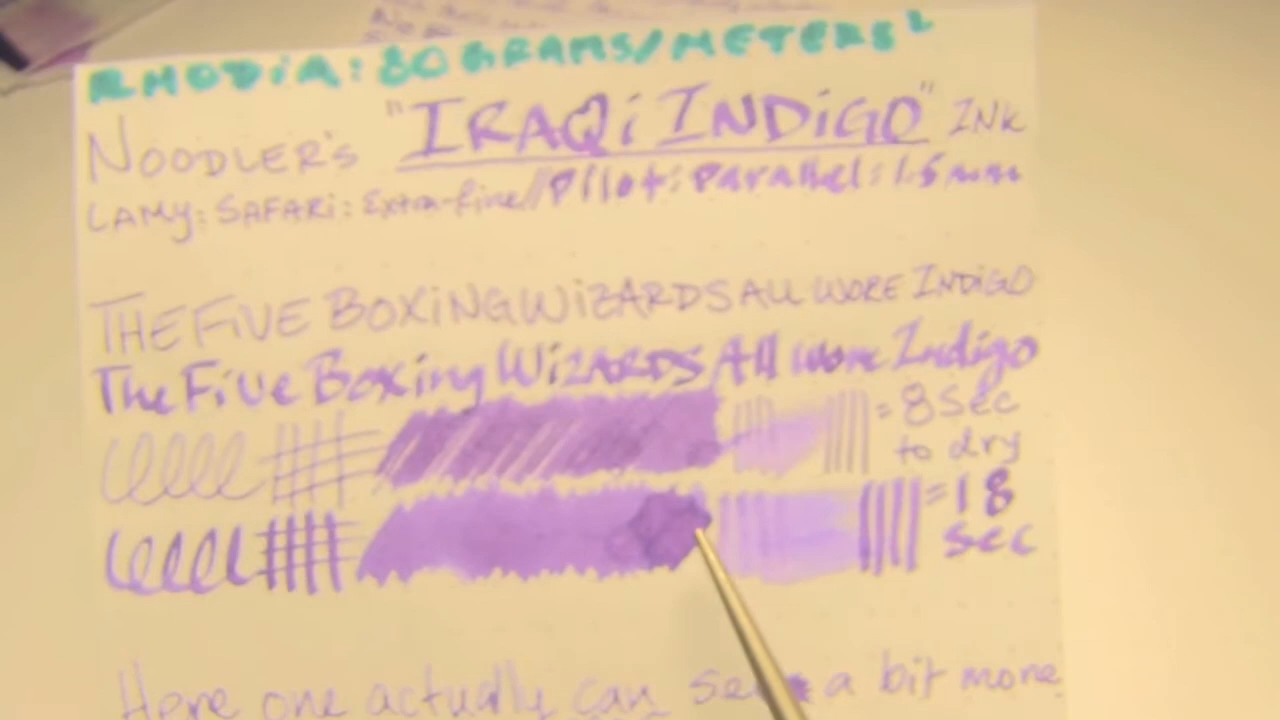 RHODiA: 80 GRAMS/METERS²
NOODLER'S "IRAQi INDiGO" INK
LAMY: SAFARi: Extra-fine//Pilot: Parallel: 1.5mm
THE FiVE BOXiNG WiZARDS All WORE INDiGO
The Five Boxing WiZARDS All Wore Indigo
= 8 Sec
to dry
= 18
sec
Here one actually can see a bit more